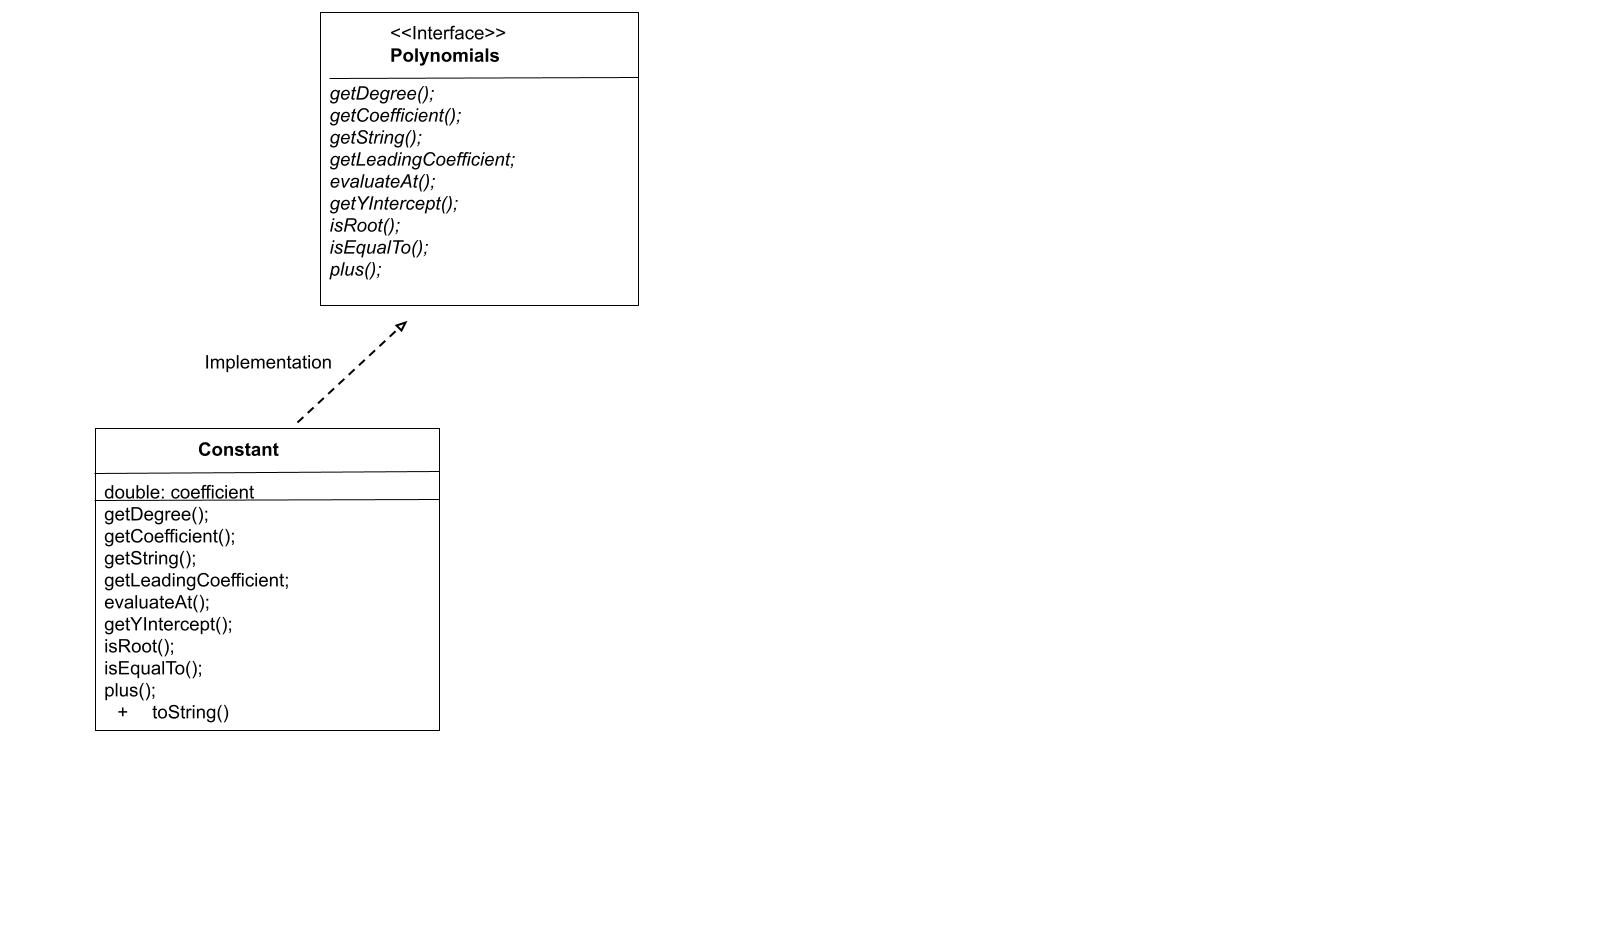 <<Interface>>
Polynomials
getDegree();
getCoefficient();
getString();
getLeadingCoefficient;
evaluateAt();
getYIntercept();
isRoot();
isEqualTo();
plus();
Implementation
Constant
double: coefficient
getDegree();
getCoefficient();
getString();
getLeadingCoefficient;
evaluateAt();
getYIntercept();
isRoot();
isEqualTo();
plus();
+ toString()